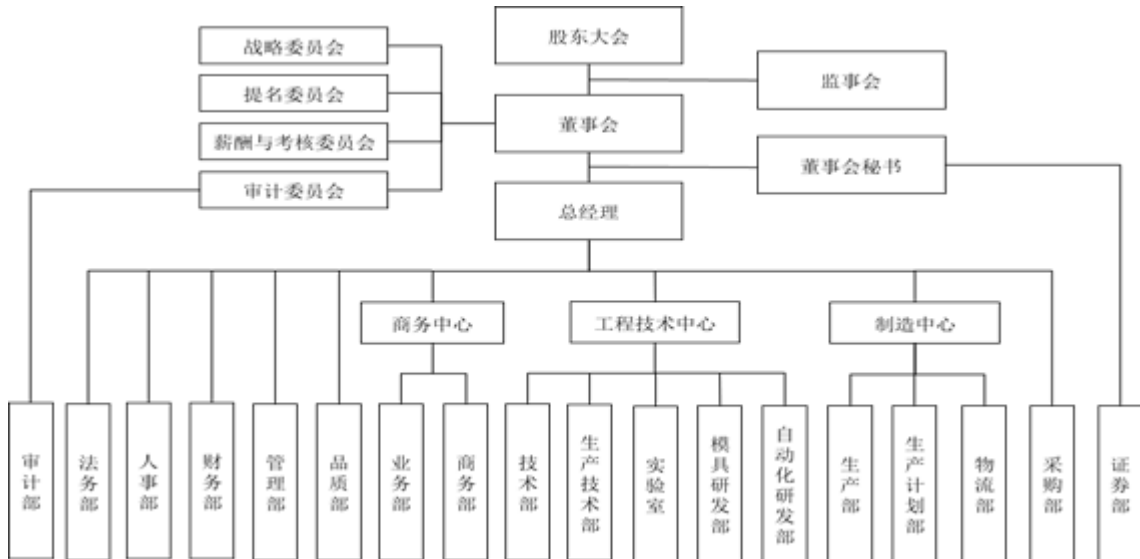 股东大会
战略委员会
监事会
提名委员会
董事会
薪酬与考核委员会
董事会秘书
审计委员会
总经理
商务中心
工程技术中心
制造中心
审计部
法务部
人事部
财务部
管理部
品质部
业务部
商务部
技术部
生产技术部
实验室
模具研发部
自动化研发部
生产部
生产计划部
物流部
采购部
证券部